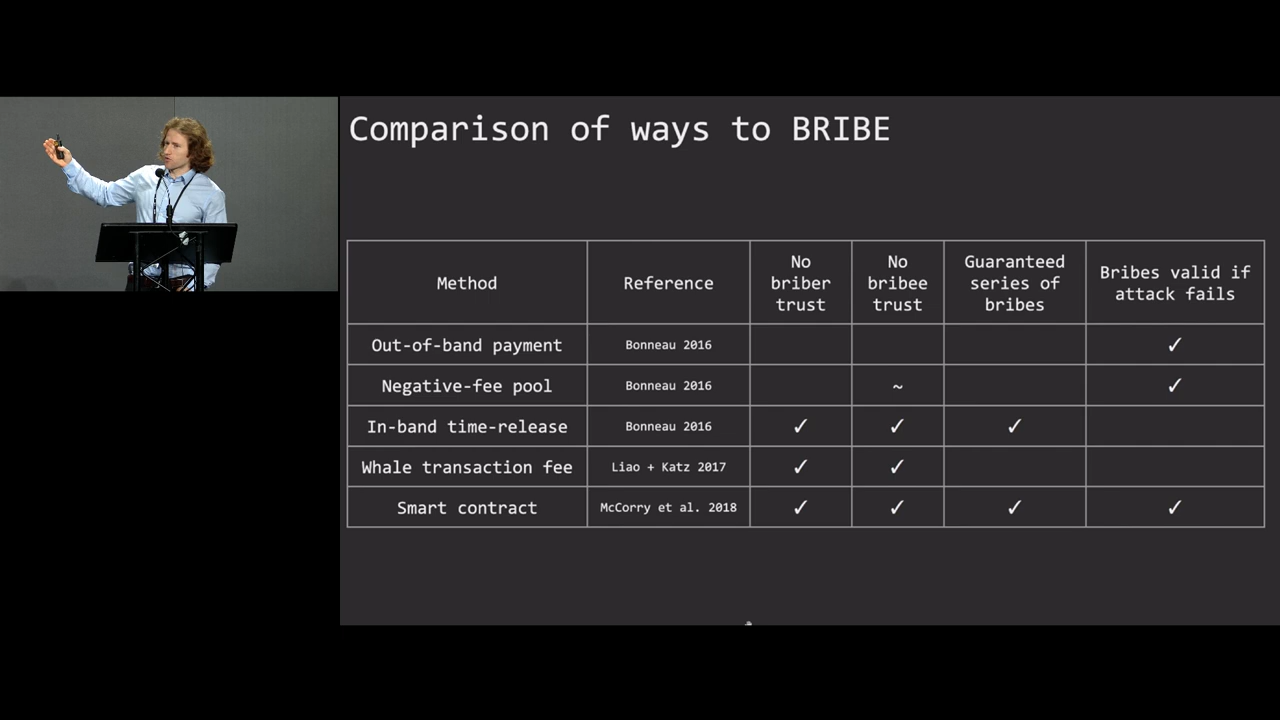 Comparison of ways to BRIBE
Method Reference No briber trust No bribee trust Guaranteed series of bribes Bribes valid if attack fails
Out-of-band payment Bonneau 2016 ✓
Negative-fee pool Bonneau 2016 ~ ✓
In-band time-release Bonneau 2016 ✓ ✓ ✓
Whale transaction fee Liao + Katz 2017 ✓ ✓
Smart contract McCorry et al. 2018 ✓ ✓ ✓ ✓